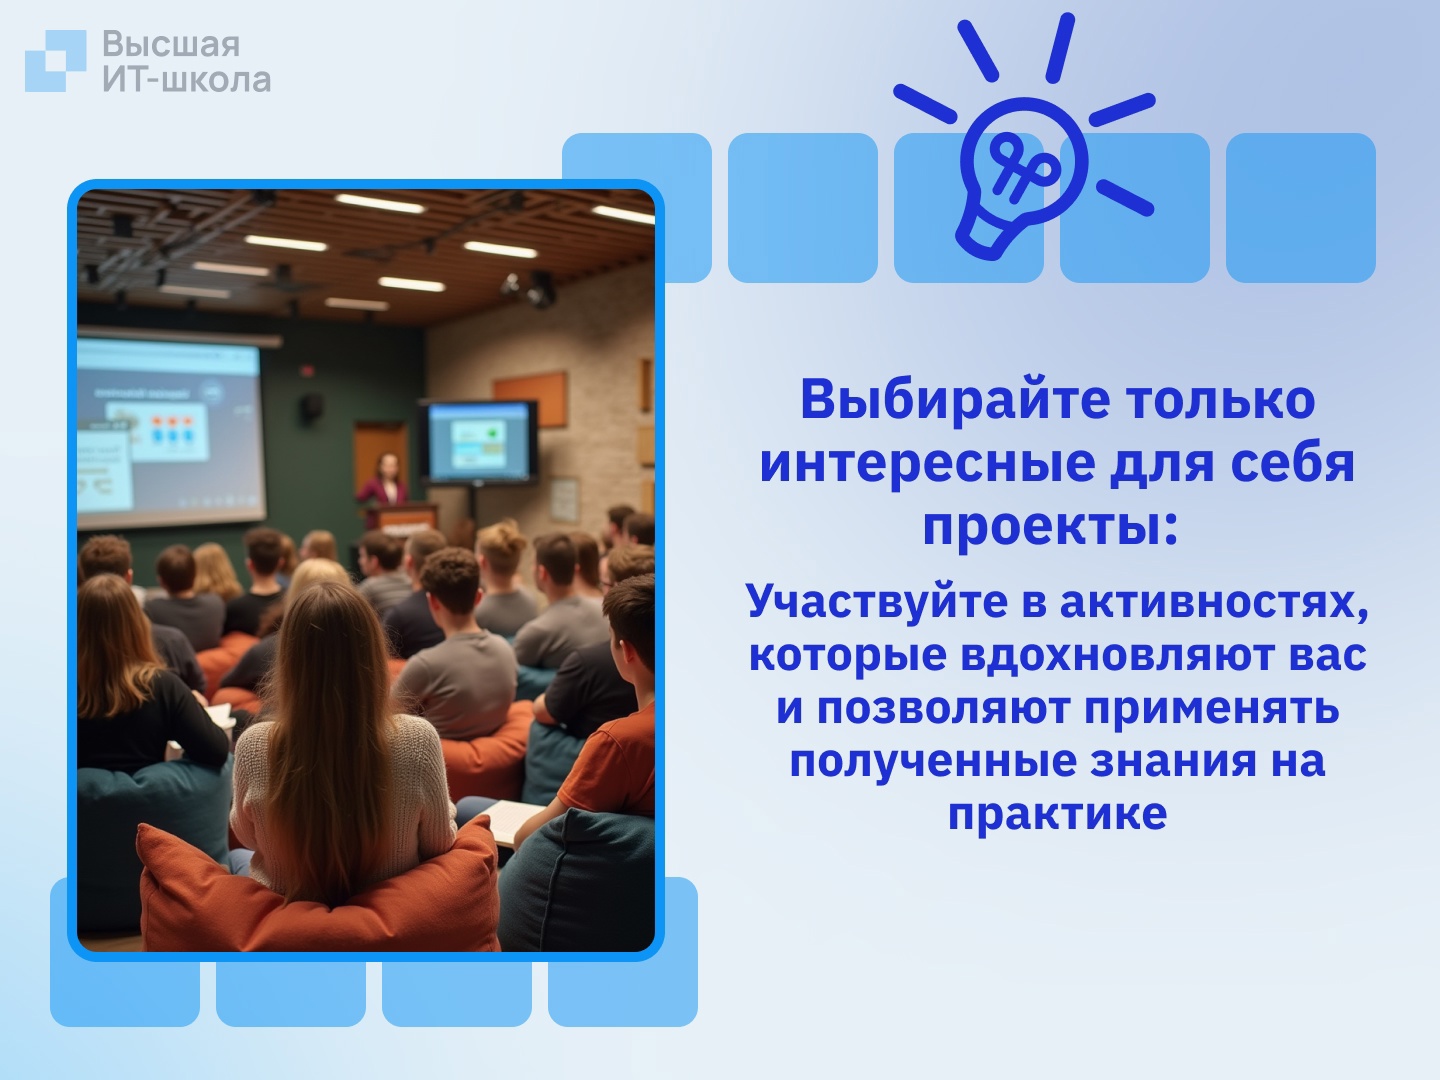 Высшая
ИТ-школа
Выбирайте только
интересные для себя
проекты:
Участвуйте в активностях,
которые вдохновляют вас
и позволяют применять
полученные знания на
практике